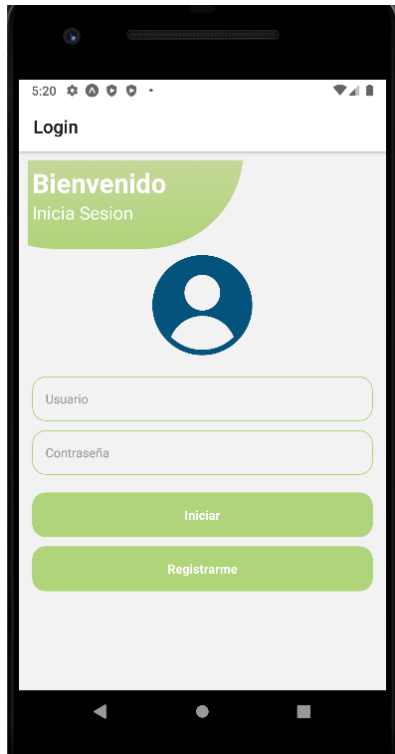 5:20
Login
Bienvenido
Inicia Sesion
Usuario
Contraseña
Iniciar
Registrarme